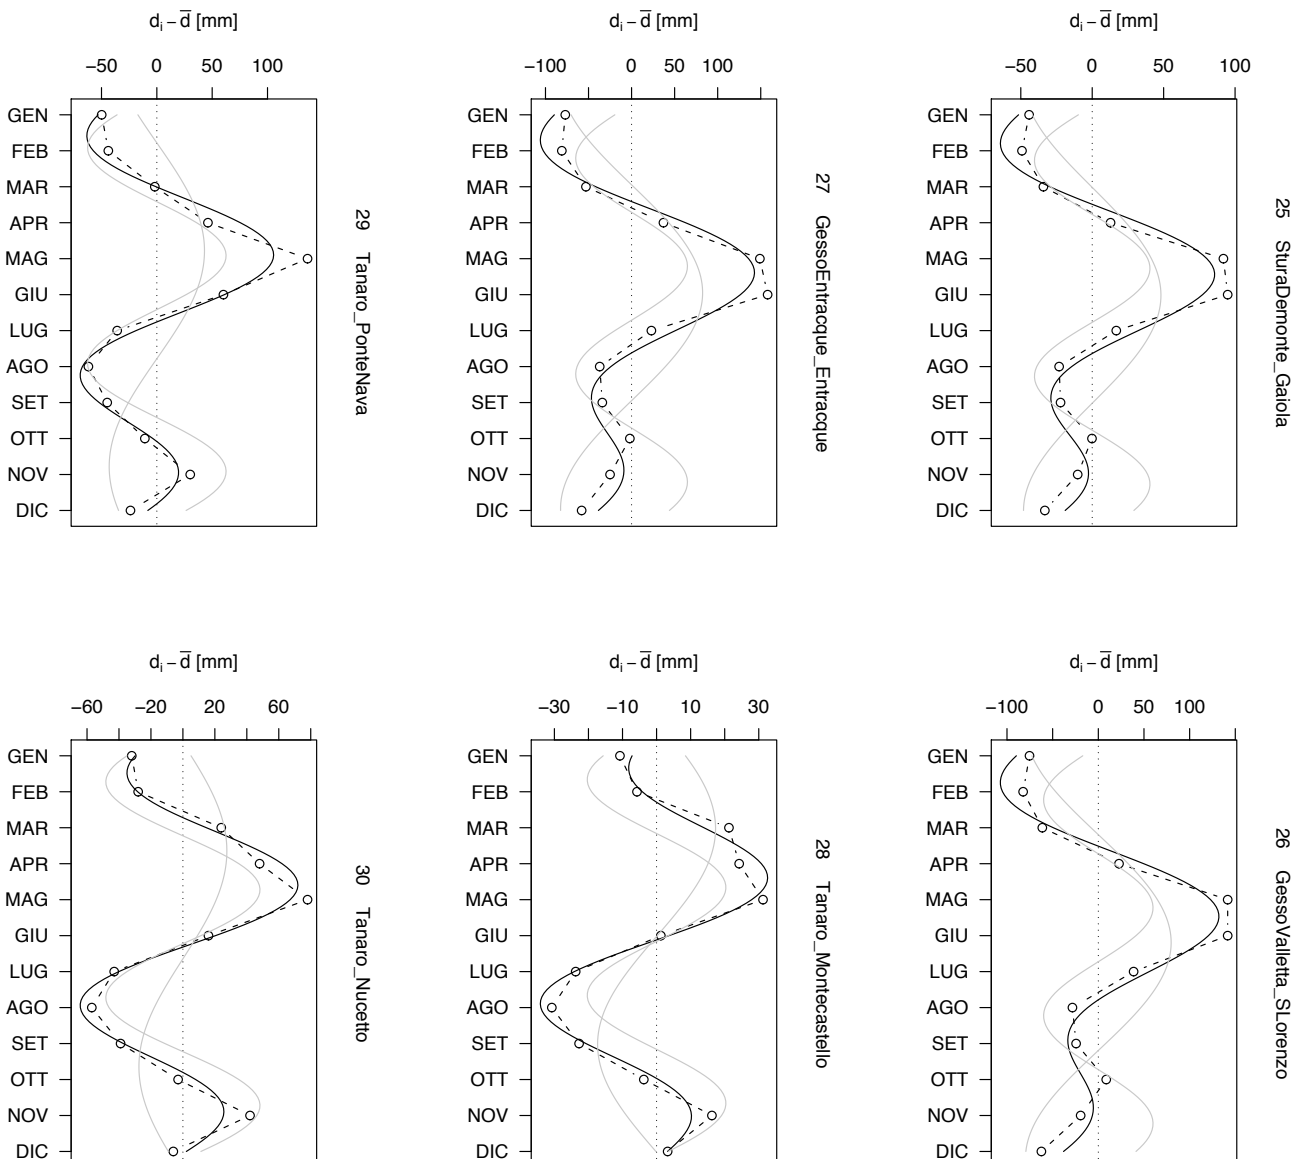 d_i – d̅ [mm]
−50 0 50 100
GEN
FEB
MAR
APR
MAG
GIU
LUG
AGO
SET
OTT
NOV
DIC
29 Tanaro_PonteNava
d_i – d̅ [mm]
−100 0 50 100
GEN
FEB
MAR
APR
MAG
GIU
LUG
AGO
SET
OTT
NOV
DIC
27 GessoEntracque_Entracque
d_i – d̅ [mm]
−50 0 50 100
GEN
FEB
MAR
APR
MAG
GIU
LUG
AGO
SET
OTT
NOV
DIC
25 SturaDemonte_Gaiola
d_i – d̅ [mm]
−60 −20 20 60
GEN
FEB
MAR
APR
MAG
GIU
LUG
AGO
SET
OTT
NOV
DIC
30 Tanaro_Nucetto
d_i – d̅ [mm]
−30 −10 10 30
GEN
FEB
MAR
APR
MAG
GIU
LUG
AGO
SET
OTT
NOV
DIC
28 Tanaro_Montecastello
d_i – d̅ [mm]
−100 0 50 100
GEN
FEB
MAR
APR
MAG
GIU
LUG
AGO
SET
OTT
NOV
DIC
26 GessoValletta_SLorenzo